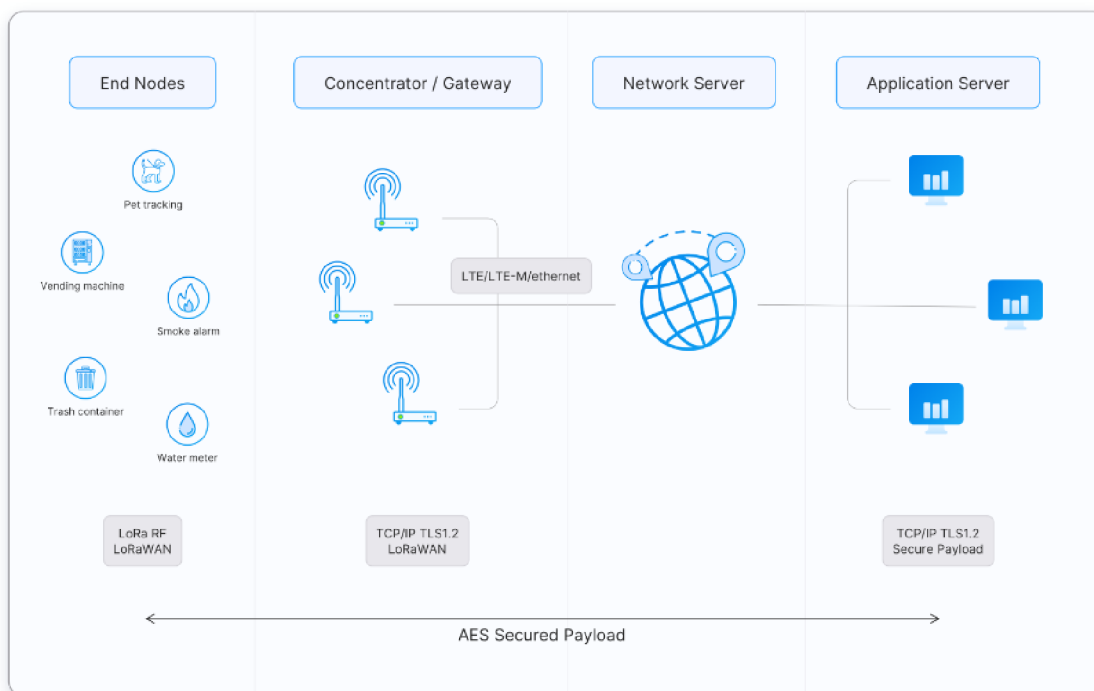 End Nodes
Concentrator / Gateway
Network Server
Application Server
Pet tracking
Vending machine
LTE/LTE-M/ethernet
Smoke alarm
Trash container
Water meter
LoRa RF
LoRaWAN
TCP/IP TLS1.2
LoRaWAN
TCP/IP TLS1.2
Secure Payload
AES Secured Payload